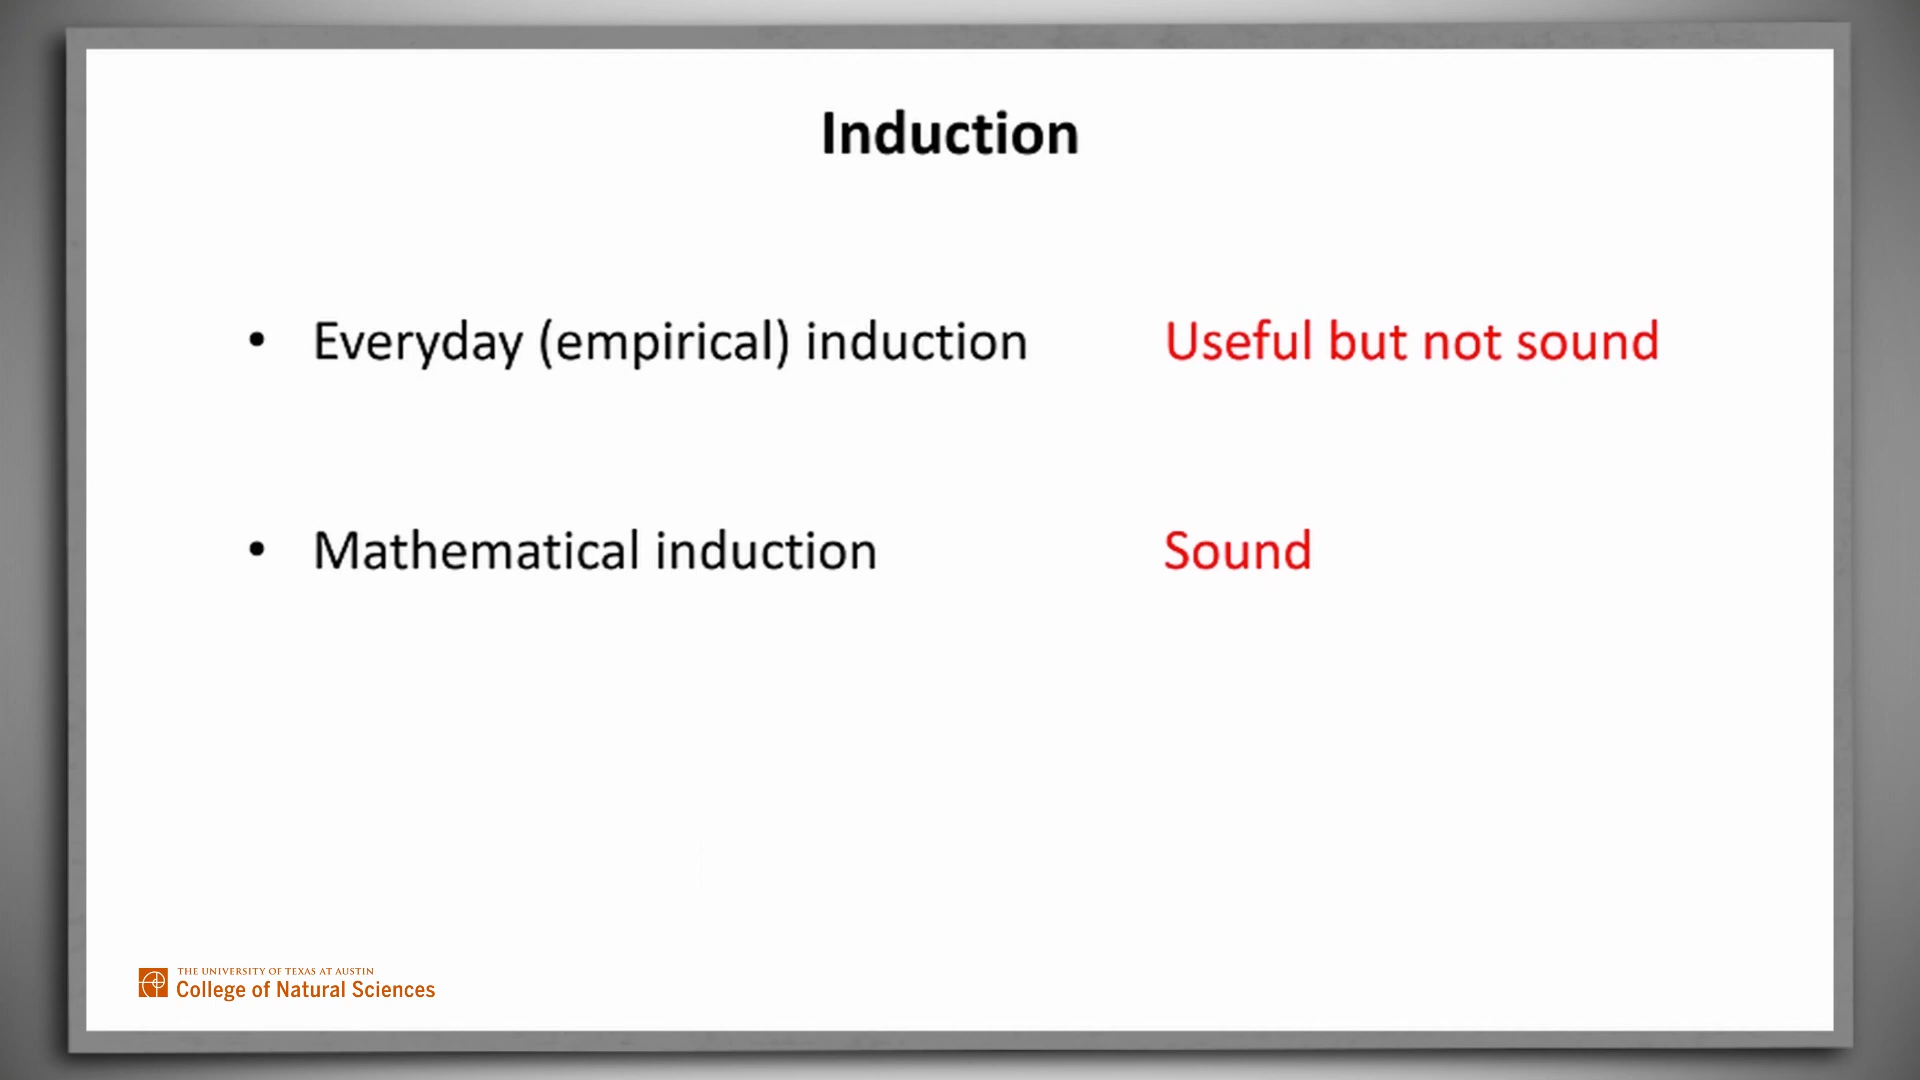 Induction
• Everyday (empirical) induction Useful but not sound
• Mathematical induction Sound
THE UNIVERSITY OF TEXAS AT AUSTIN
College of Natural Sciences